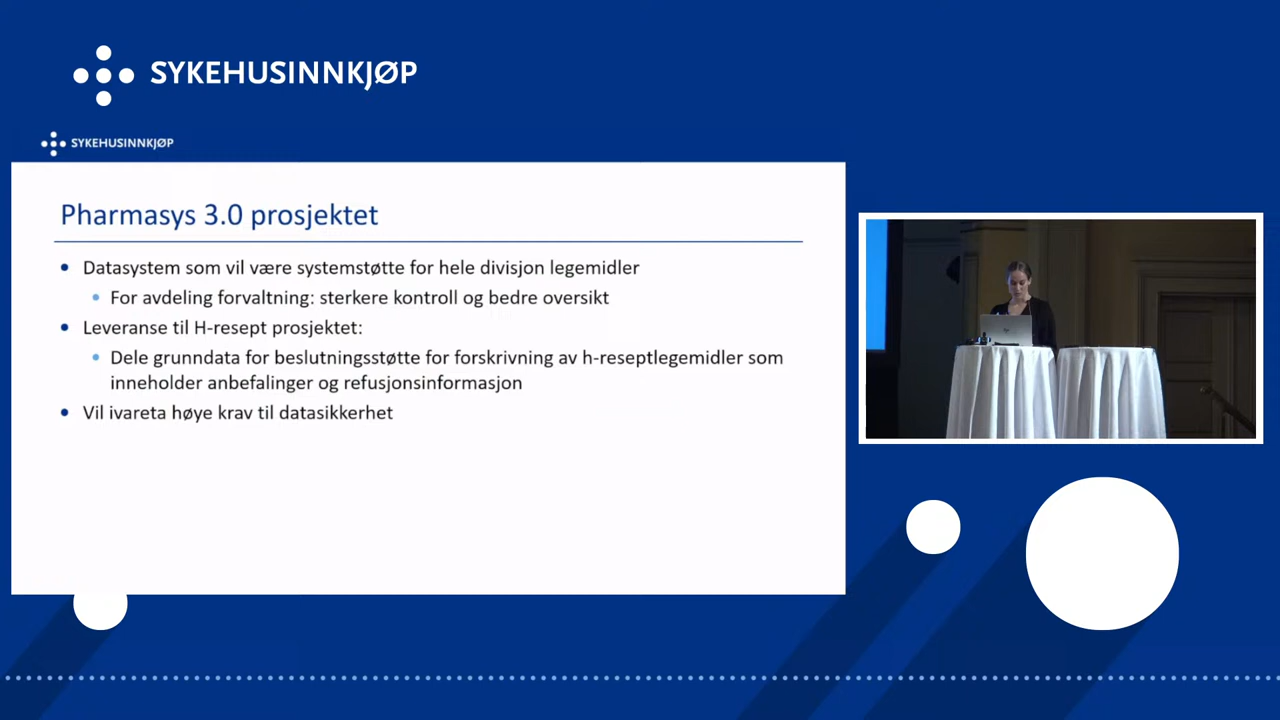 SYKEHUSINNKJØP
SYKEHUSINNKJØP
Pharmasys 3.0 prosjektet
Datasystem som vil være systemstøtte for hele divisjon legemidler
For avdeling forvaltning: sterkere kontroll og bedre oversikt
Leveranse til H-resept prosjektet:
Dele grunndata for beslutningsstøtte for forskrivning av h-reseptlegemidler som
inneholder anbefalinger og refusjonsinformasjon
Vil ivareta høye krav til datasikkerhet